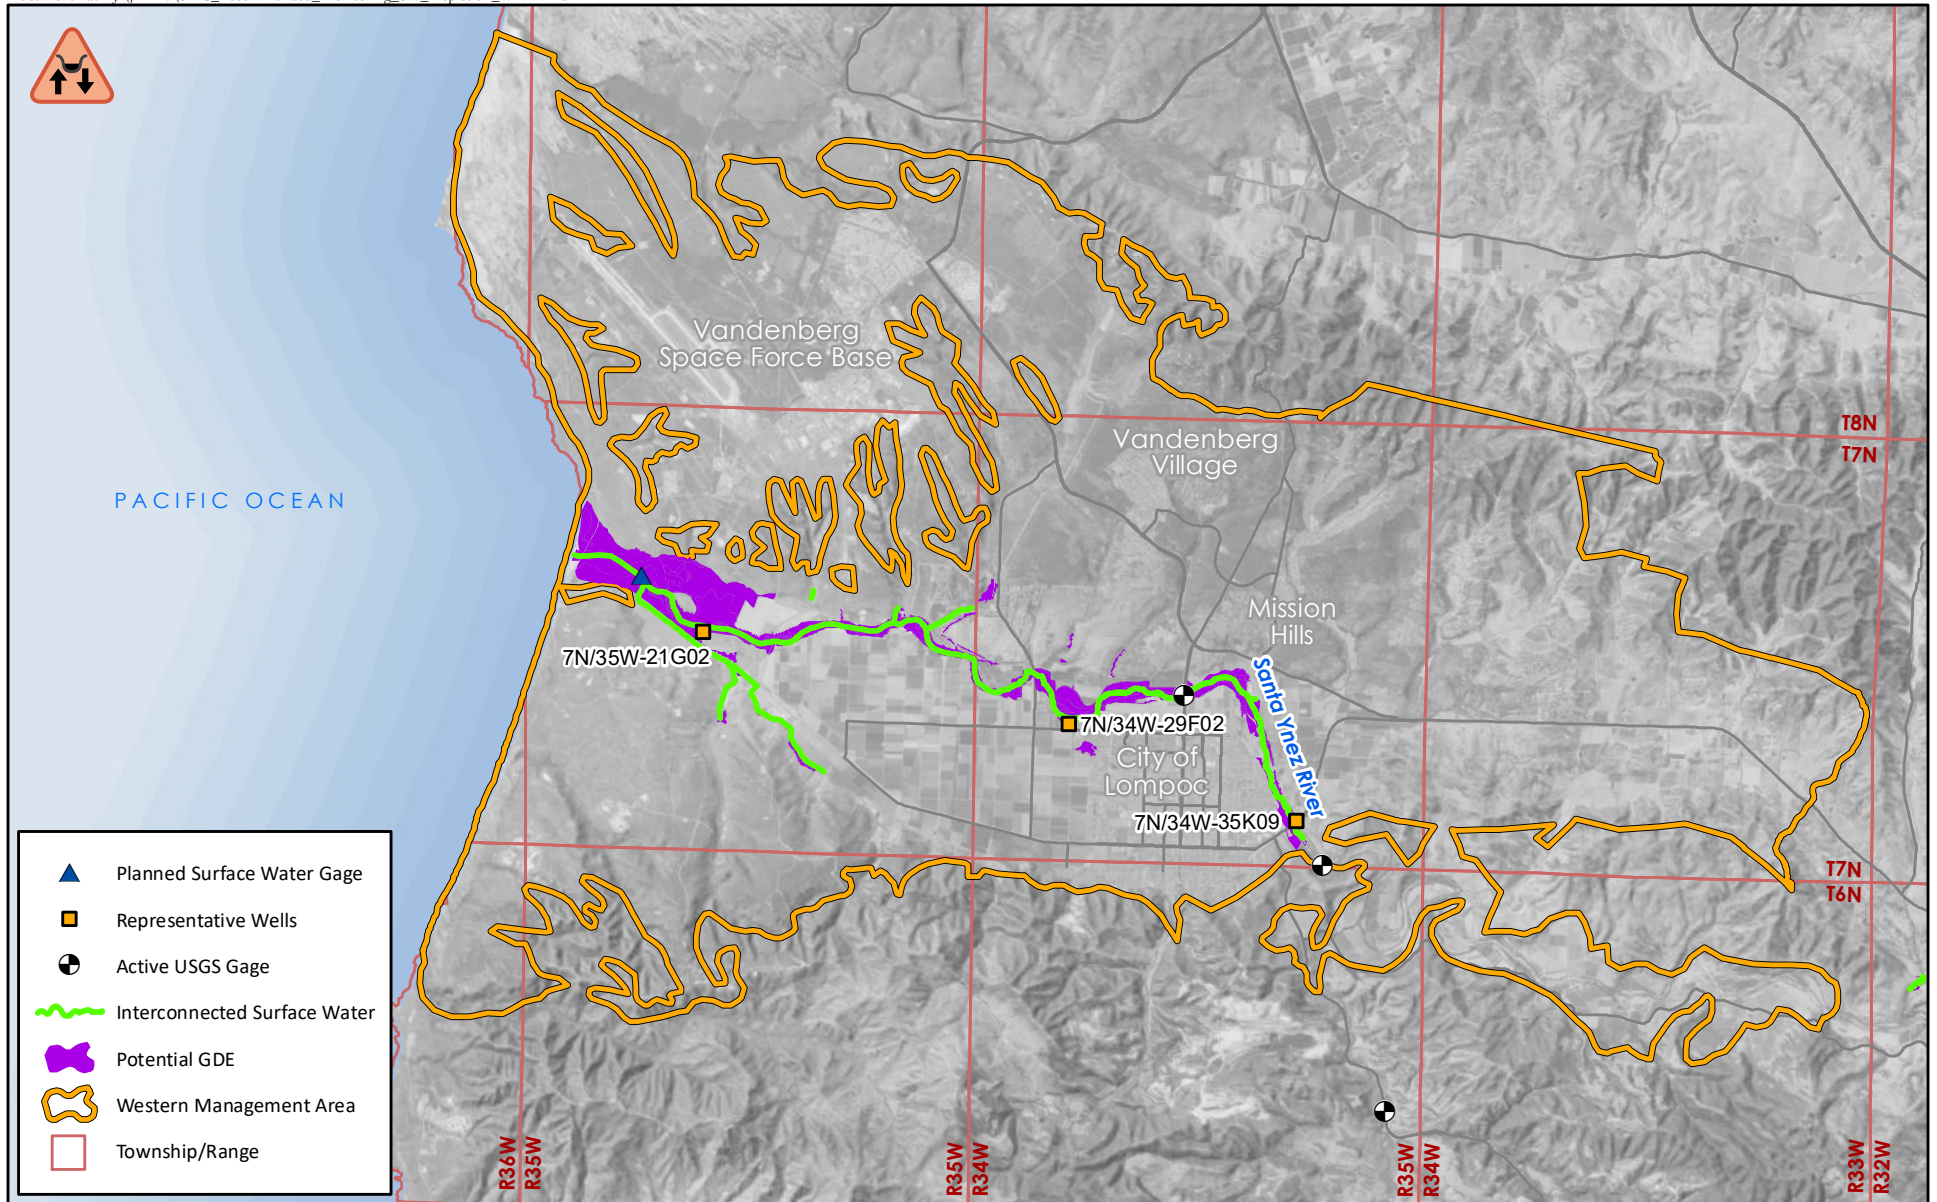 Vandenberg
Space Force Base
Vandenberg
Village
T8N
T7N
PACIFIC OCEAN
Mission
Hills
7N/35W-21G02
Santa Ynez River
7N/34W-29F02
City of
Lompoc
7N/34W-35K09
T7N
T6N
Planned Surface Water Gage
Representative Wells
Active USGS Gage
Interconnected Surface Water
Potential GDE
Western Management Area
Township/Range
R36W
R35W
R35W
R34W
R35W
R34W
R33W
R32W